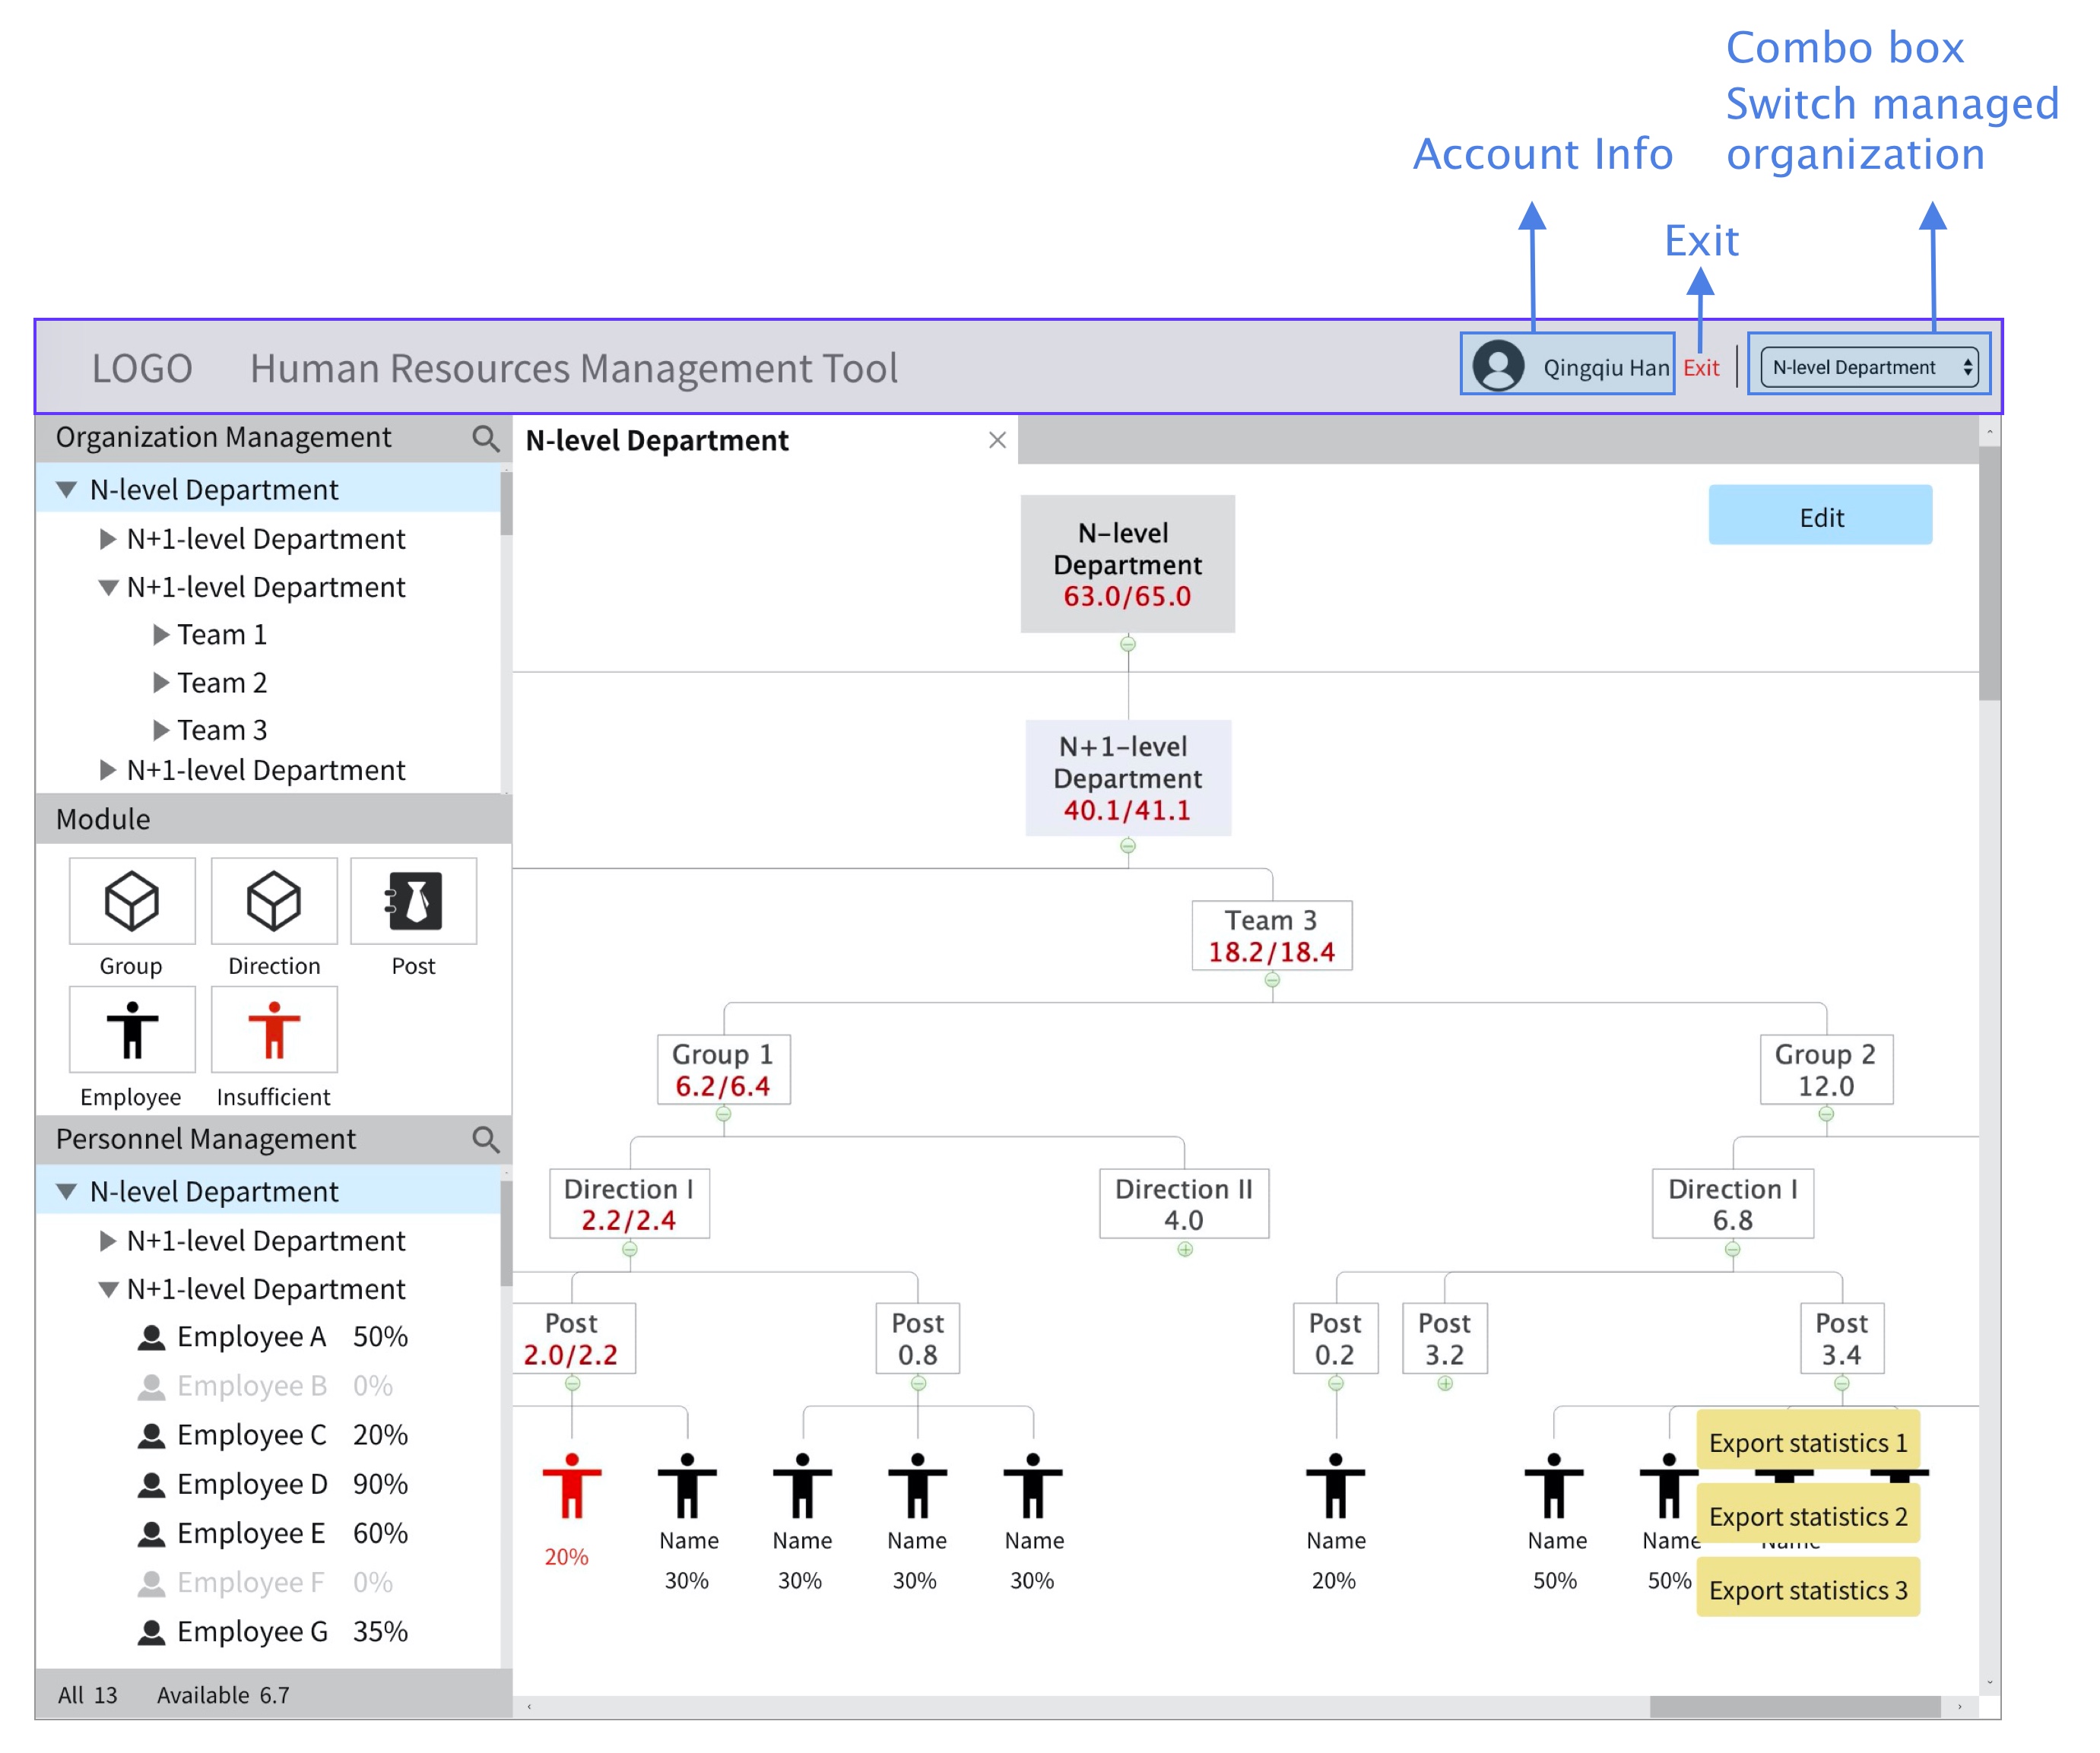 Combo box
Switch managed
organization
Account Info
Exit
LOGO Human Resources Management Tool
Qingqiu Han Exit N-level Department
Organization Management
N-level Department
N+1-level Department
N+1-level Department
Team 1
Team 2
Team 3
N+1-level Department
Module
Group Direction Post
Employee Insufficient
Personnel Management
N-level Department
N+1-level Department
N+1-level Department
Employee A 50%
Employee B 0%
Employee C 20%
Employee D 90%
Employee E 60%
Employee F 0%
Employee G 35%
All 13 Available 6.7
N-level Department
Edit
N-level
Department
63.0/65.0
N+1-level
Department
40.1/41.1
Team 3
18.2/18.4
Group 1
6.2/6.4
Group 2
12.0
Direction I
2.2/2.4
Direction II
4.0
Direction I
6.8
Post
2.0/2.2
Post
0.8
Post
0.2
Post
3.2
Post
3.4
20%
Name
30%
Name
30%
Name
30%
Name
30%
Name
20%
Name
50%
Name
50%
Export statistics 1
Export statistics 2
Export statistics 3